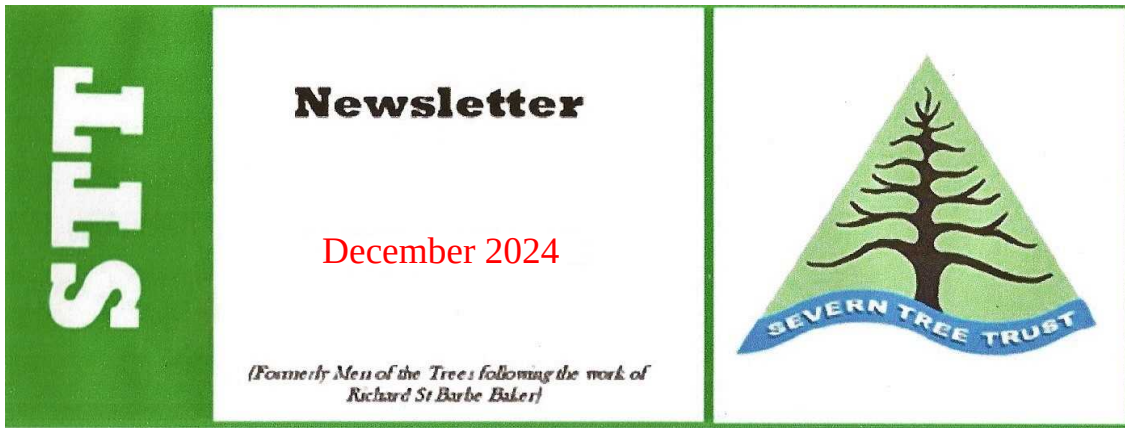 STT
Newsletter
December 2024
(Formerly Men of the Trees following the work of
Richard St Barbe Baker)
SEVERN TREE TRUST